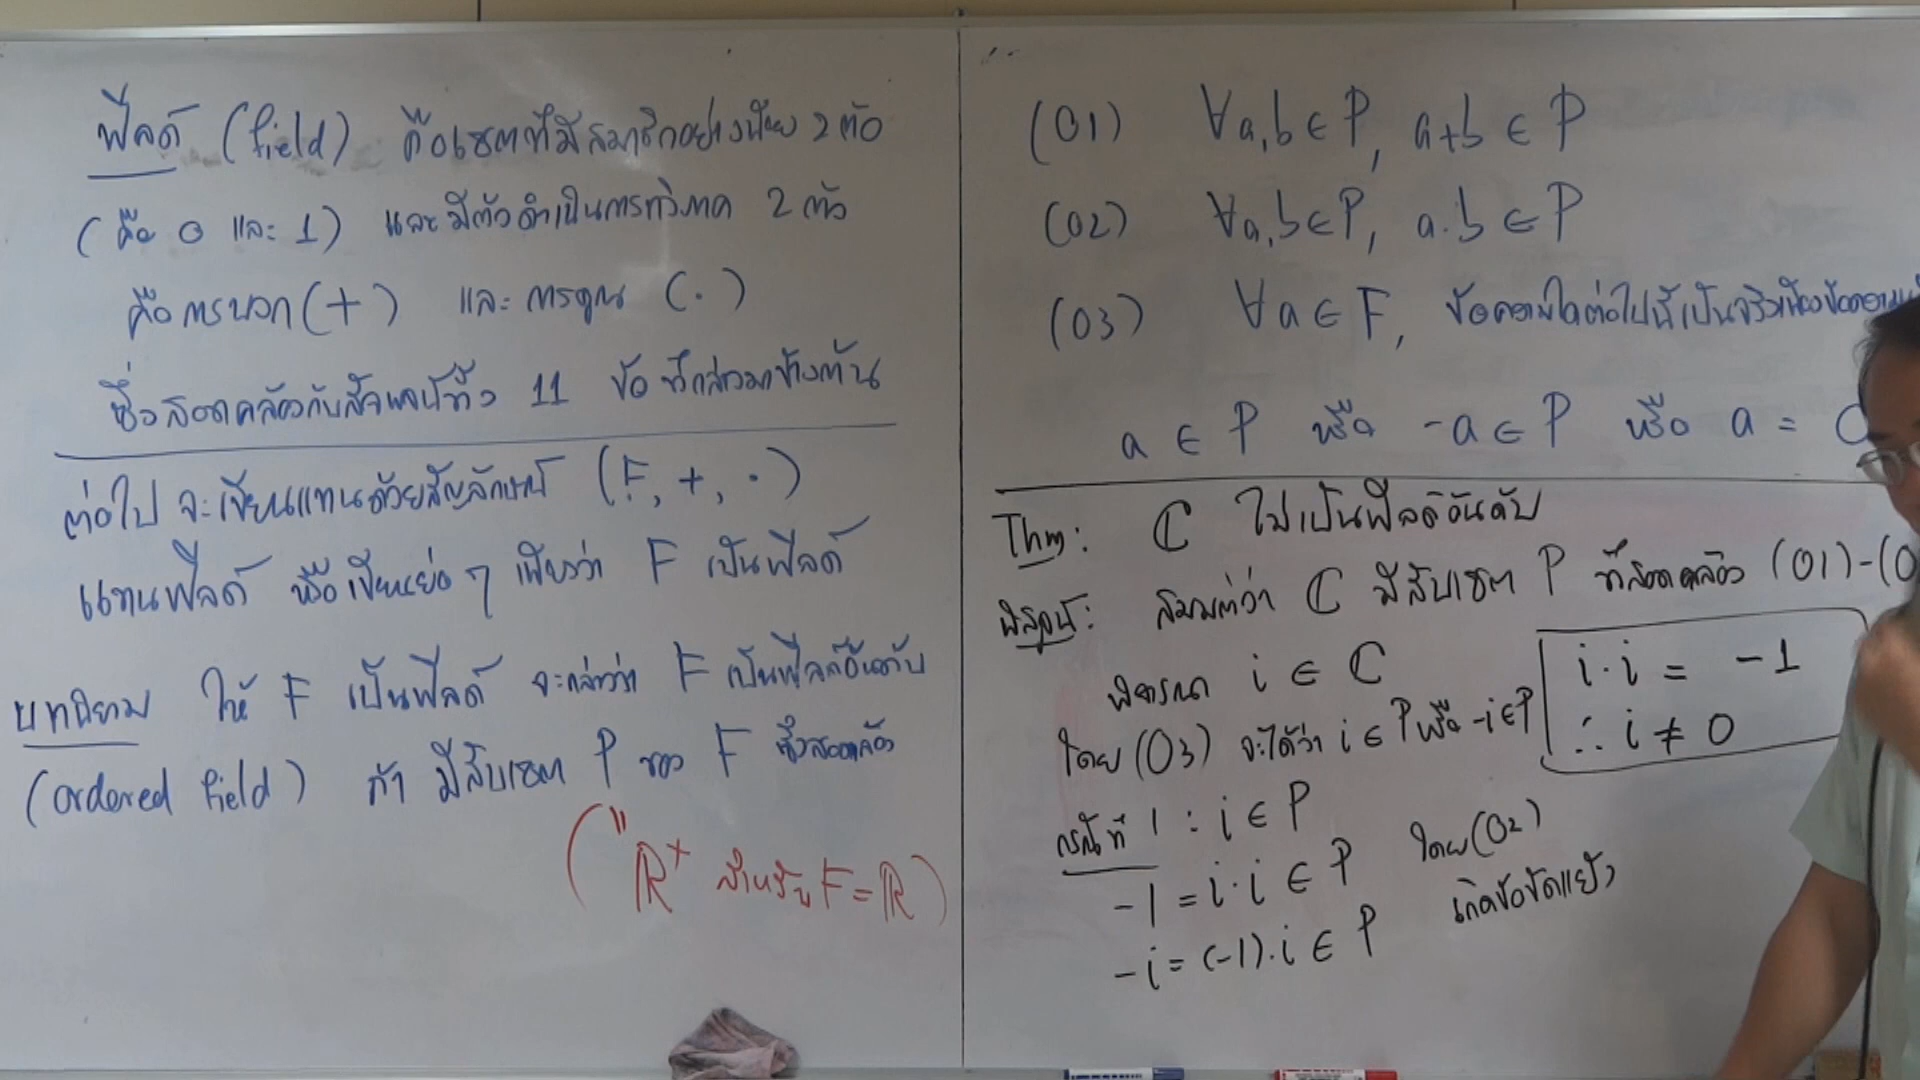 ฟีลด์ (field) คือเซตที่มีสมาชิกอย่างน้อย 2 ตัว
(คือ 0 และ 1) และมีตัวดำเนินการทวิภาค 2 ตัว
คือการบวก (+) และ การคูณ (·)
ซึ่งสอดคล้องกับสัจพจน์ทั้ง 11 ข้อ ที่กล่าวมาข้างต้น
ต่อไป จะเขียนแทนด้วยสัญลักษณ์ (F, +, ·)
แทนฟีลด์ หรือเขียนย่อ ๆ เพียงว่า F เป็นฟีลด์
บทนิยาม ให้ F เป็นฟีลด์ จะกล่าวว่า F เป็นฟีลด์อันดับ
(ordered field) ถ้า มีสับเซต P ของ F ซึ่งสอดคล้อง
(" R⁺ สำหรับ F = R)
(O1) ∀a,b ∈ P, a+b ∈ P
(O2) ∀a,b ∈ P, a·b ∈ P
(O3) ∀a ∈ F, ข้อความใดต่อไปนี้เป็นจริงเพียงข้อความ
a ∈ P หรือ -a ∈ P หรือ a =
Thm: ℂ ไม่เป็นฟีลด์อันดับ
พิสูจน์: สมมติว่า ℂ มีสับเซต P ที่สอดคล้อง (O1)-(O
พิจารณา i ∈ ℂ
โดย (O3) จะได้ว่า i ∈ P หรือ -i ∈ P
i·i = -1
∴ i ≠ 0
กรณีที่ 1 : i ∈ P
-1 = i·i ∈ P โดย (O2)
-i = (-1)·i ∈ P เกิดข้อขัดแย้ง